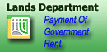 Lands Department
Payment Of
Government
Rent